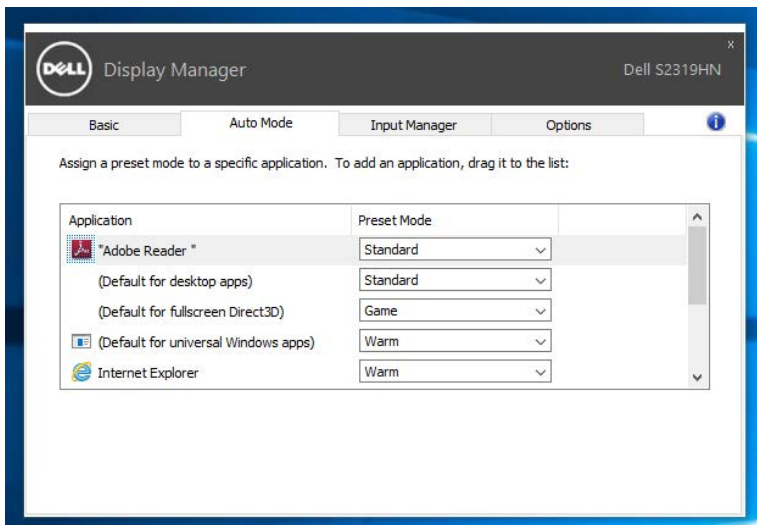 x
DELL Display Manager Dell S2319HN
Basic Auto Mode Input Manager Options
Assign a preset mode to a specific application. To add an application, drag it to the list:
Application Preset Mode
"Adobe Reader " Standard
(Default for desktop apps) Standard
(Default for fullscreen Direct3D) Game
(Default for universal Windows apps) Warm
Internet Explorer Warm